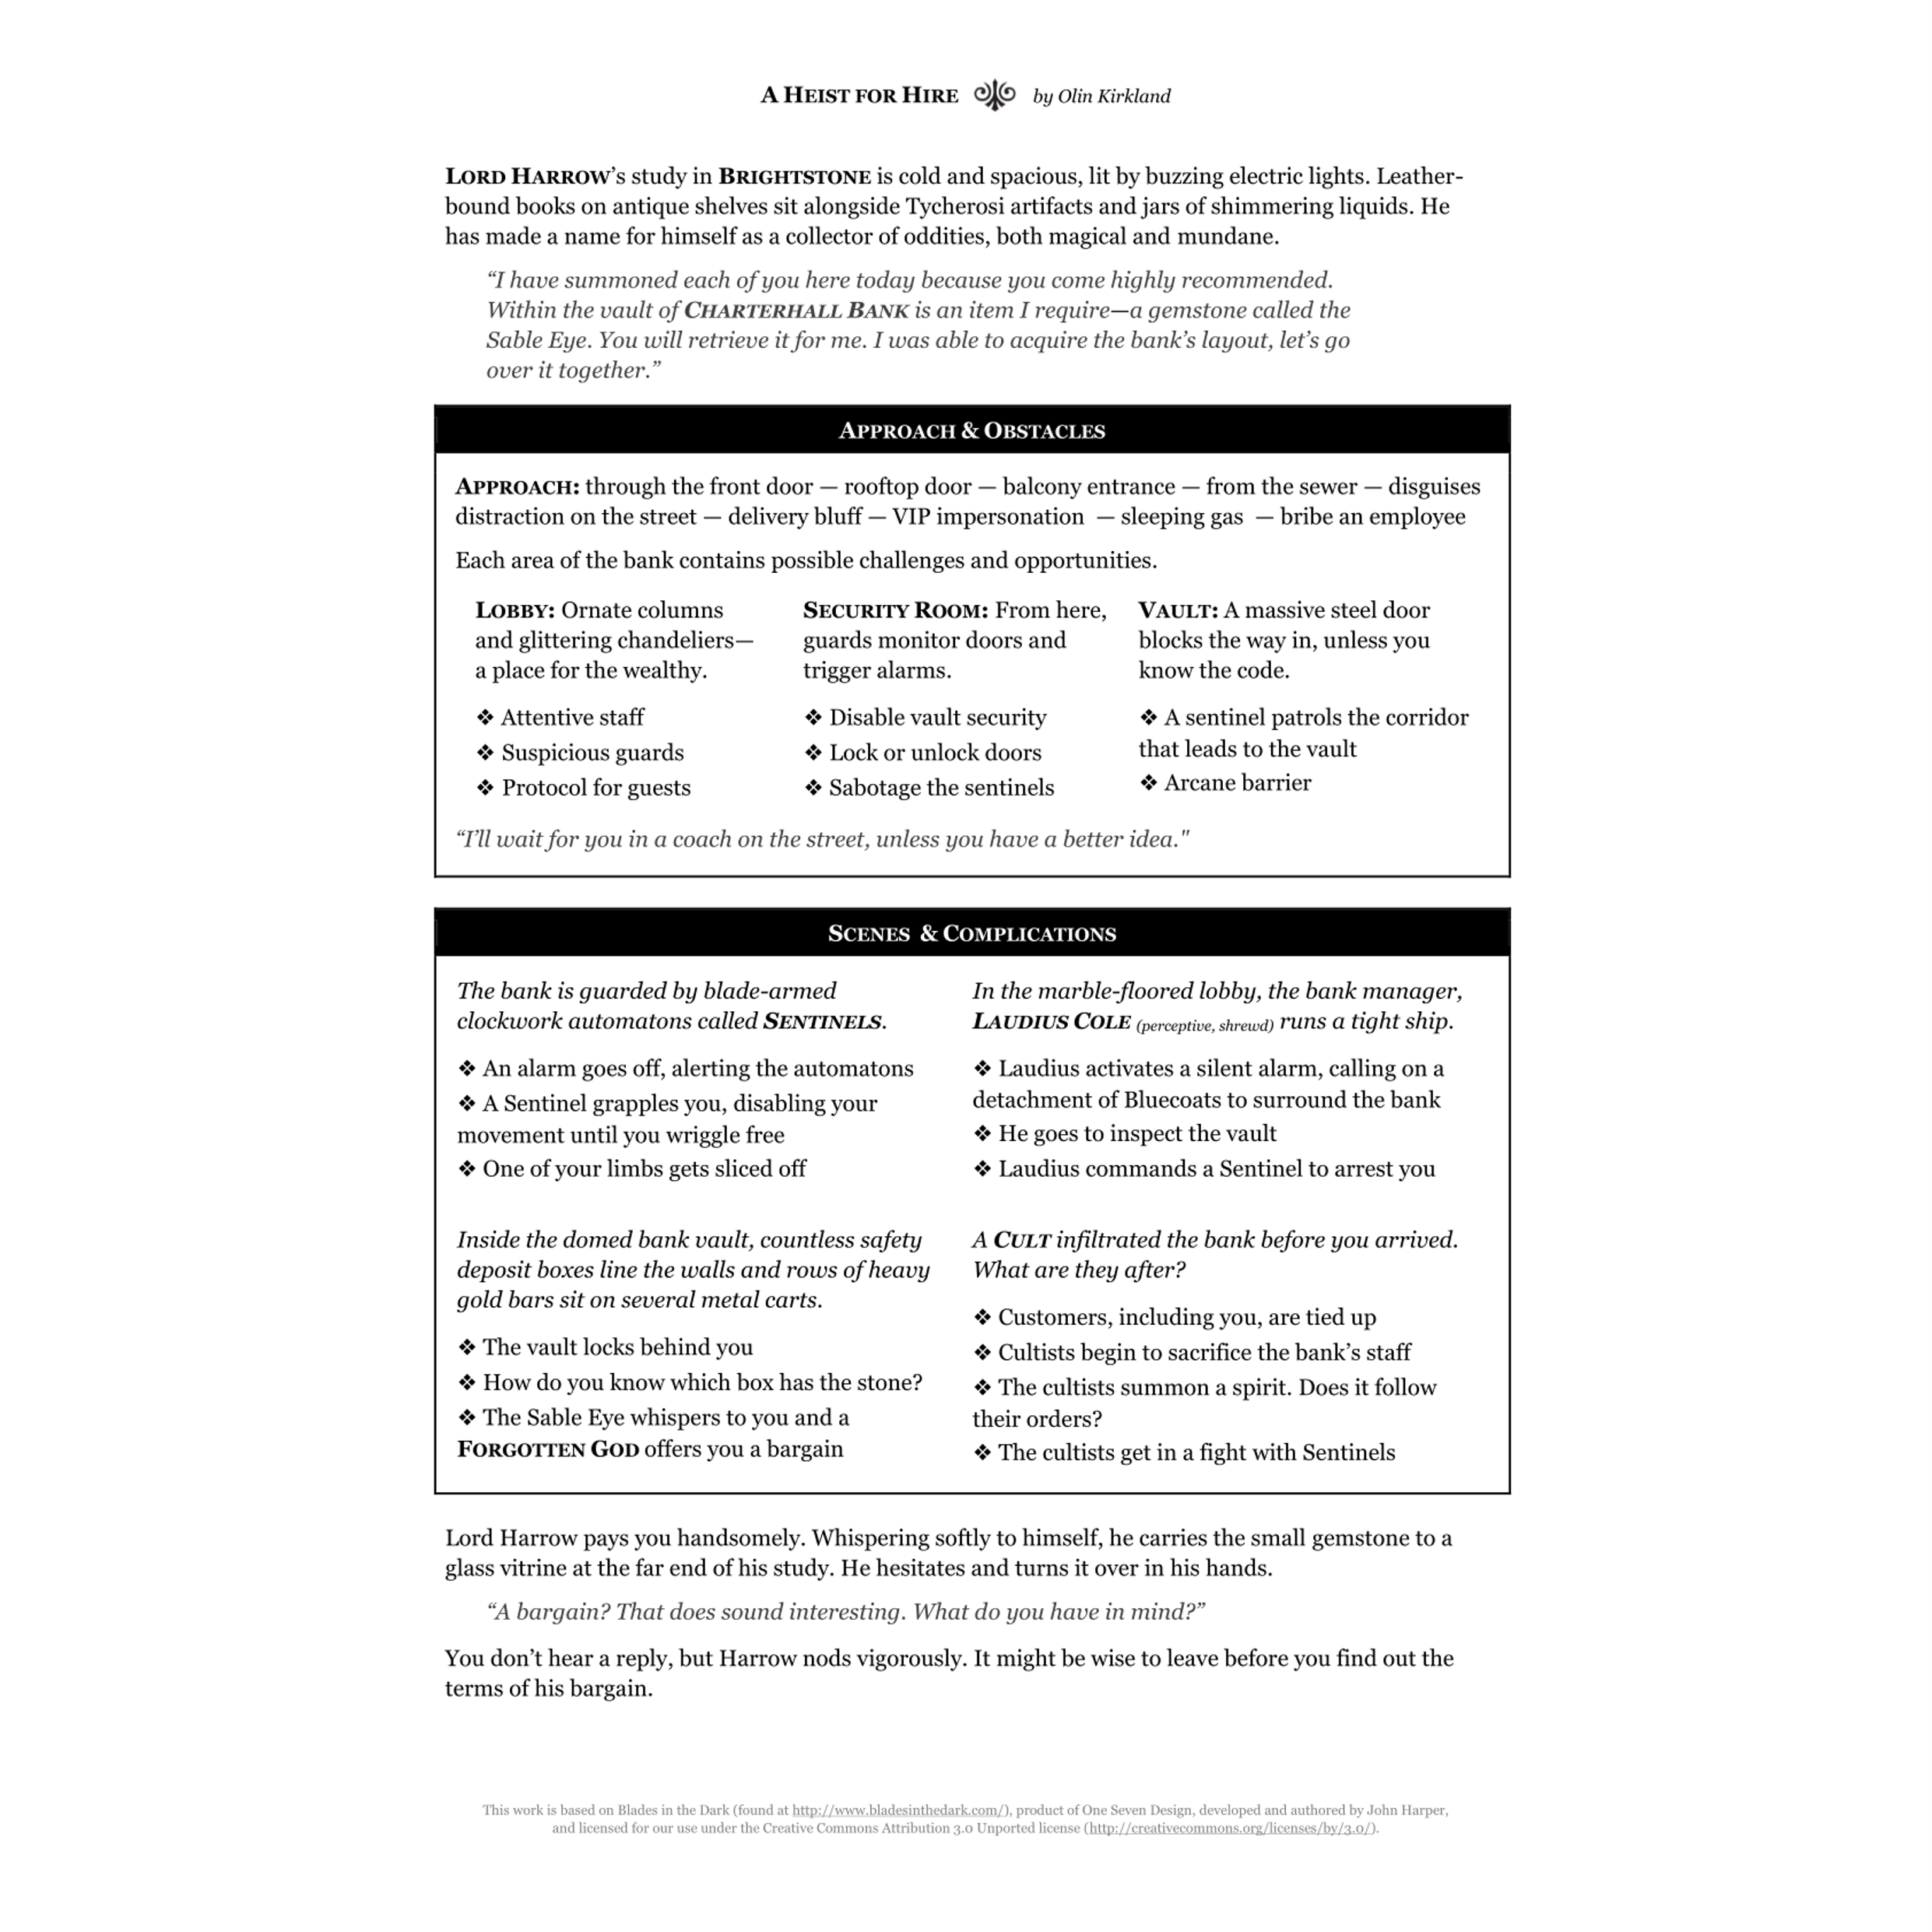 A Heist for Hire by Olin Kirkland
Lord Harrow's study in Brightstone is cold and spacious, lit by buzzing electric lights. Leather-
bound books on antique shelves sit alongside Tycherosi artifacts and jars of shimmering liquids. He
has made a name for himself as a collector of oddities, both magical and mundane.
“I have summoned each of you here today because you come highly recommended.
Within the vault of Charterhall Bank is an item I require—a gemstone called the
Sable Eye. You will retrieve it for me. I was able to acquire the bank’s layout, let’s go
over it together.”
Approach & Obstacles
Approach: through the front door — rooftop door — balcony entrance — from the sewer — disguises
distraction on the street — delivery bluff — VIP impersonation — sleeping gas — bribe an employee
Each area of the bank contains possible challenges and opportunities.
Lobby: Ornate columns
and glittering chandeliers—
a place for the wealthy.
❖ Attentive staff
❖ Suspicious guards
❖ Protocol for guests
Security Room: From here,
guards monitor doors and
trigger alarms.
❖ Disable vault security
❖ Lock or unlock doors
❖ Sabotage the sentinels
Vault: A massive steel door
blocks the way in, unless you
know the code.
❖ A sentinel patrols the corridor
that leads to the vault
❖ Arcane barrier
“I’ll wait for you in a coach on the street, unless you have a better idea."
Scenes & Complications
The bank is guarded by blade-armed
clockwork automatons called Sentinels.
❖ An alarm goes off, alerting the automatons
❖ A Sentinel grapples you, disabling your
movement until you wriggle free
❖ One of your limbs gets sliced off
In the marble-floored lobby, the bank manager,
Laudius Cole (perceptive, shrewd) runs a tight ship.
❖ Laudius activates a silent alarm, calling on a
detachment of Bluecoats to surround the bank
❖ He goes to inspect the vault
❖ Laudius commands a Sentinel to arrest you
Inside the domed bank vault, countless safety
deposit boxes line the walls and rows of heavy
gold bars sit on several metal carts.
❖ The vault locks behind you
❖ How do you know which box has the stone?
❖ The Sable Eye whispers to you and a
Forgotten God offers you a bargain
A Cult infiltrated the bank before you arrived.
What are they after?
❖ Customers, including you, are tied up
❖ Cultists begin to sacrifice the bank’s staff
❖ The cultists summon a spirit. Does it follow
their orders?
❖ The cultists get in a fight with Sentinels
Lord Harrow pays you handsomely. Whispering softly to himself, he carries the small gemstone to a
glass vitrine at the far end of his study. He hesitates and turns it over in his hands.
“A bargain? That does sound interesting. What do you have in mind?”
You don’t hear a reply, but Harrow nods vigorously. It might be wise to leave before you find out the
terms of his bargain.
This work is based on Blades in the Dark (found at http://www.bladesinthedark.com/), product of One Seven Design, developed and authored by John Harper,
and licensed for our use under the Creative Commons Attribution 3.0 Unported license (http://creativecommons.org/licenses/by/3.0/).